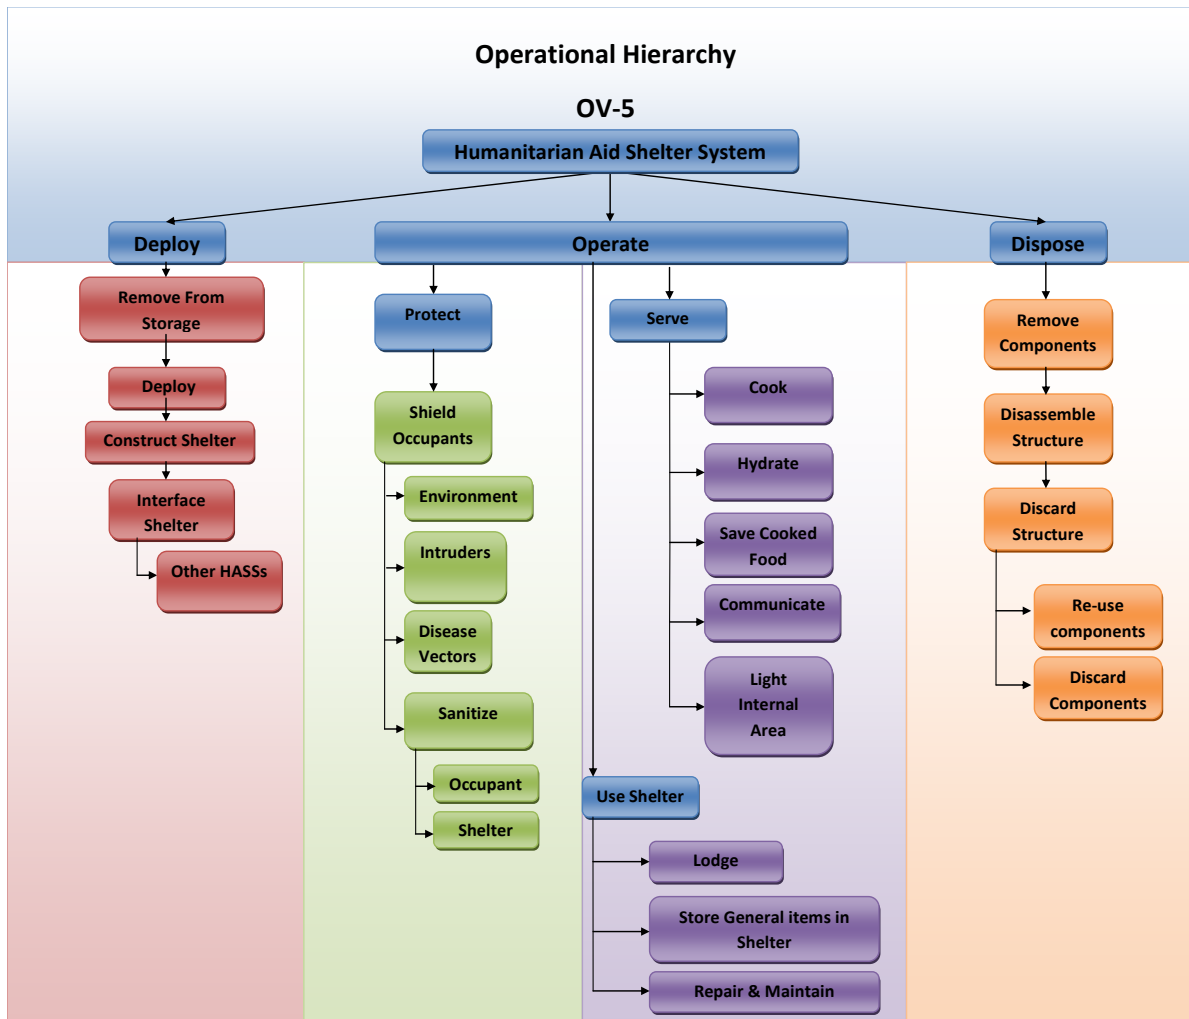 Operational Hierarchy
OV-5
Humanitarian Aid Shelter System
Deploy
Operate
Dispose
Remove From
Storage
Deploy
Construct Shelter
Interface
Shelter
Other HASSs
Protect
Shield
Occupants
Environment
Intruders
Disease
Vectors
Sanitize
Occupant
Shelter
Serve
Cook
Hydrate
Save Cooked
Food
Communicate
Light
Internal
Area
Use Shelter
Lodge
Store General items in
Shelter
Repair & Maintain
Remove
Components
Disassemble
Structure
Discard
Structure
Re-use
components
Discard
Components